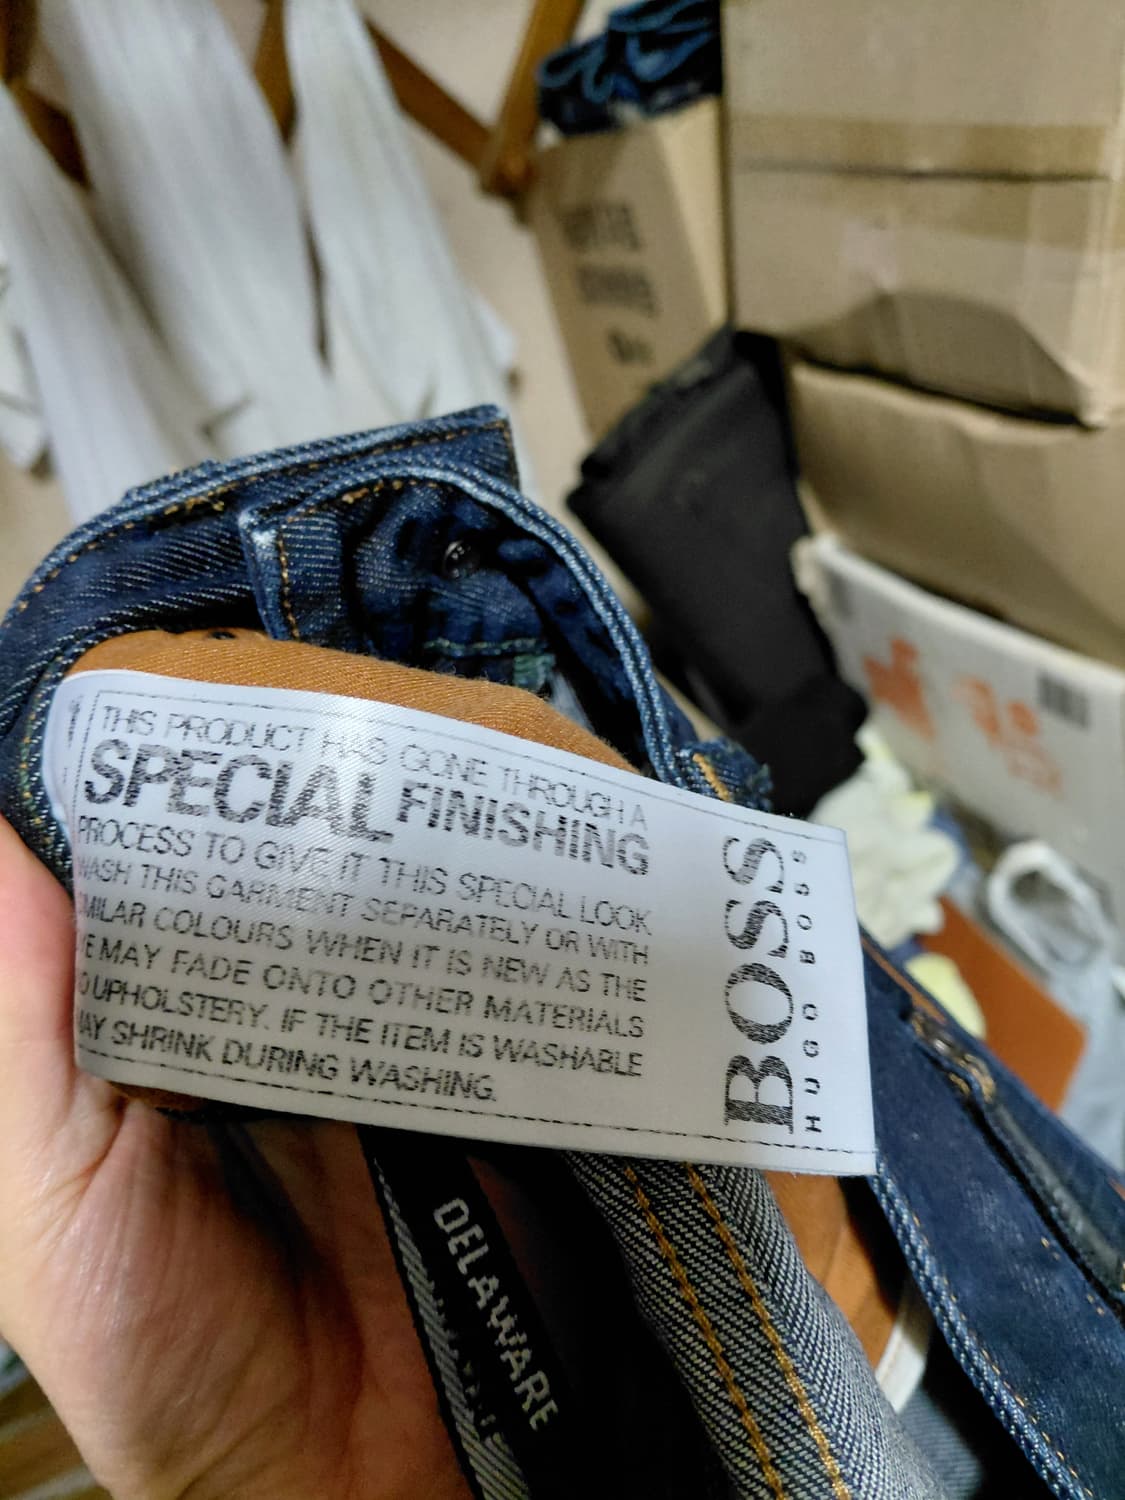 THIS PRODUCT HAS GONE THROUGH A
SPECIAL FINISHING
PROCESS TO GIVE IT THIS SPECIAL LOOK
WASH THIS GARMENT SEPARATELY OR WITH
MILAR COLOURS WHEN IT IS NEW AS THE
E MAY FADE ONTO OTHER MATERIALS
O UPHOLSTERY. IF THE ITEM IS WASHABLE
AY SHRINK DURING WASHING.
BOSS
HUGO BOSS
DELAWARE